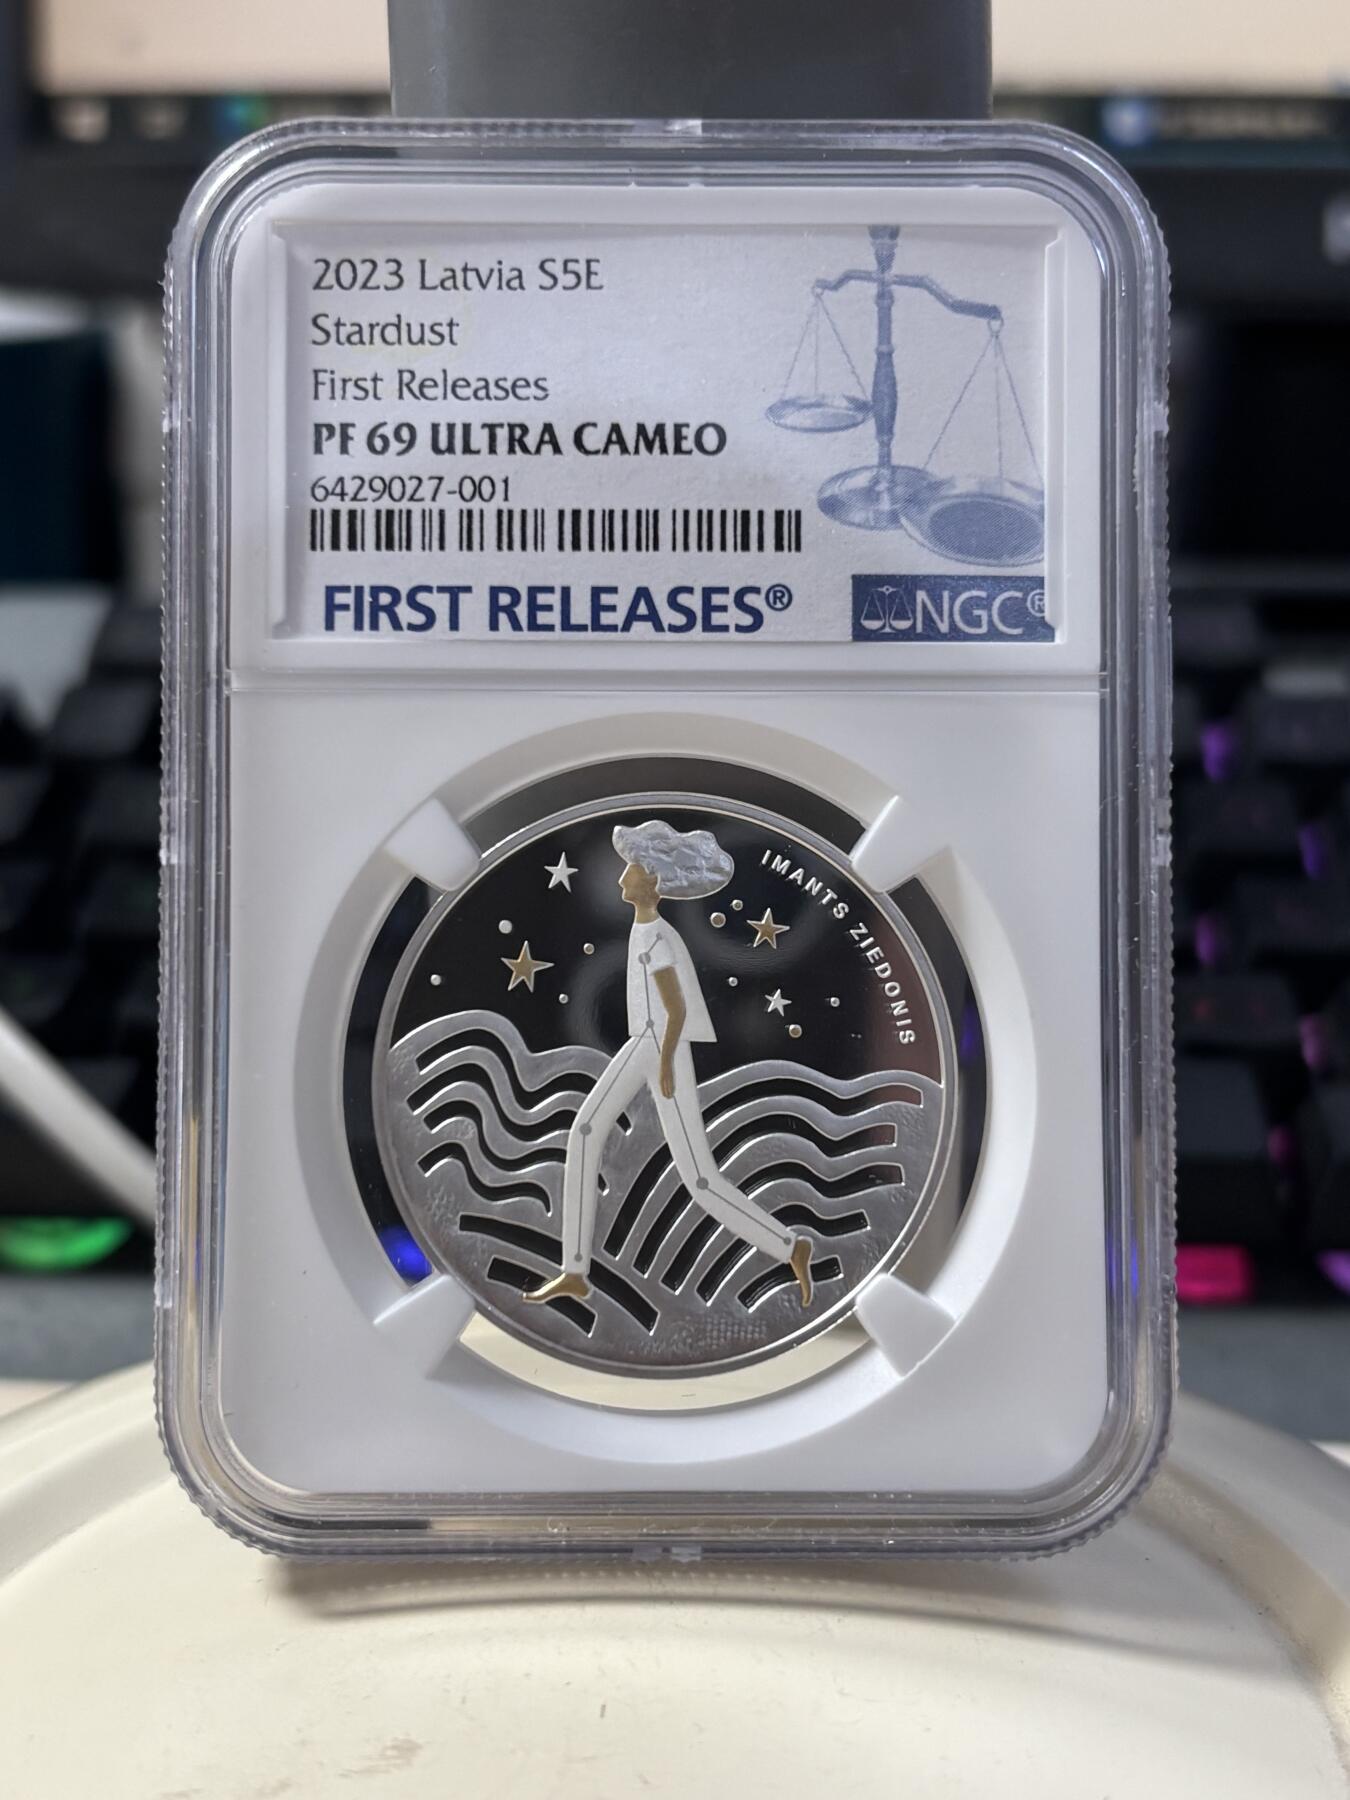 2023 Latvia S5E
Stardust
First Releases
PF 69 ULTRA CAMEO
6429027-001
FIRST RELEASES®
NGC®
IMANTS ZIEDONIS